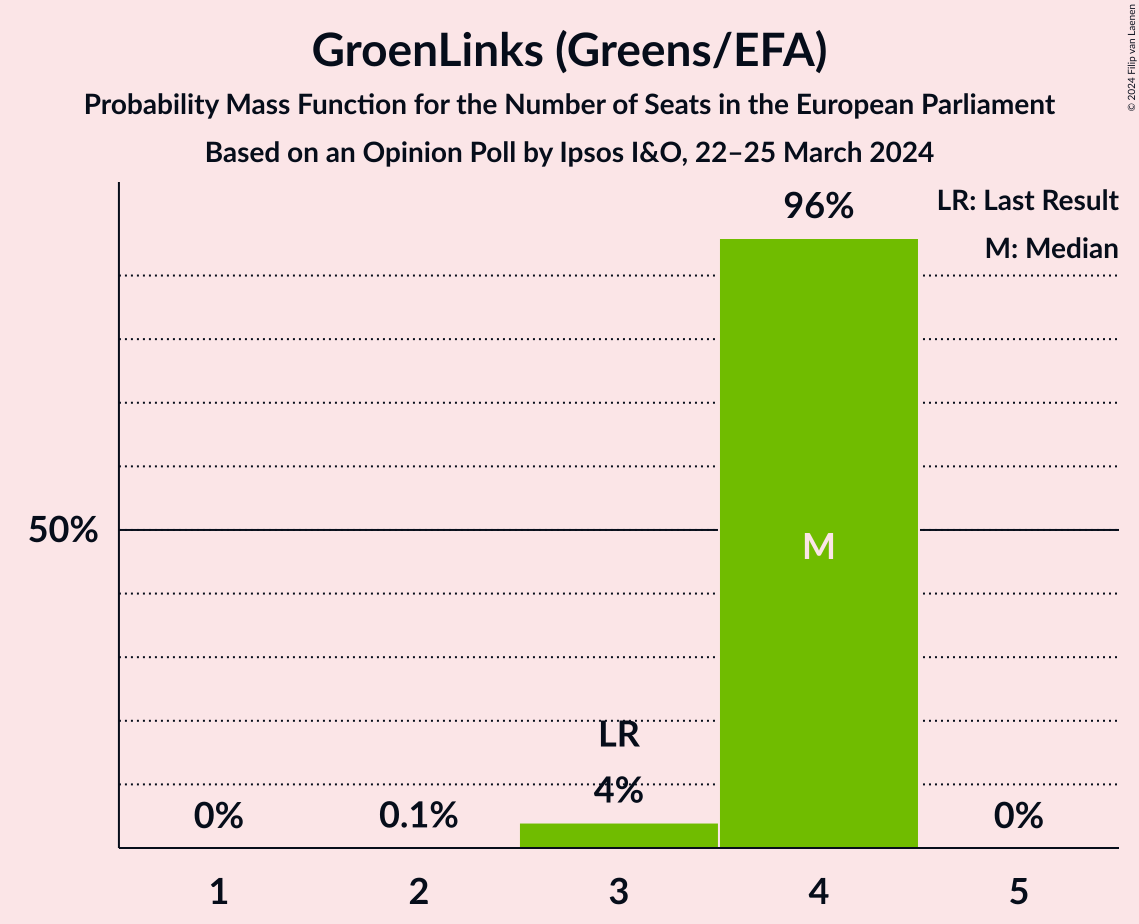 GroenLinks (Greens/EFA)
Probability Mass Function for the Number of Seats in the European Parliament
Based on an Opinion Poll by Ipsos I&O, 22–25 March 2024
© 2024 Filip van Laenen
LR: Last Result
M: Median
96%
50%
M
LR
4%
0%
0.1%
0%
1
2
3
4
5